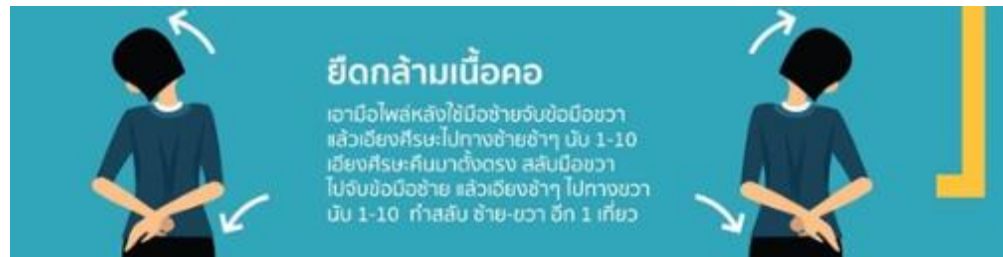 ยืดกล้ามเนื้อคอ
เอามือไพล่หลังใช้มือซ้ายจับข้อมือขวา
แล้วเอียงศีรษะไปทางซ้ายช้าๆ นับ 1-10
เอียงศีรษะคืนมาตั้งตรง สลับมือขวา
ไปจับข้อมือซ้าย แล้วเอียงช้าๆ ไปทางขวา
นับ 1-10 ทำสลับ ซ้าย-ขวา อีก 1 เที่ยว